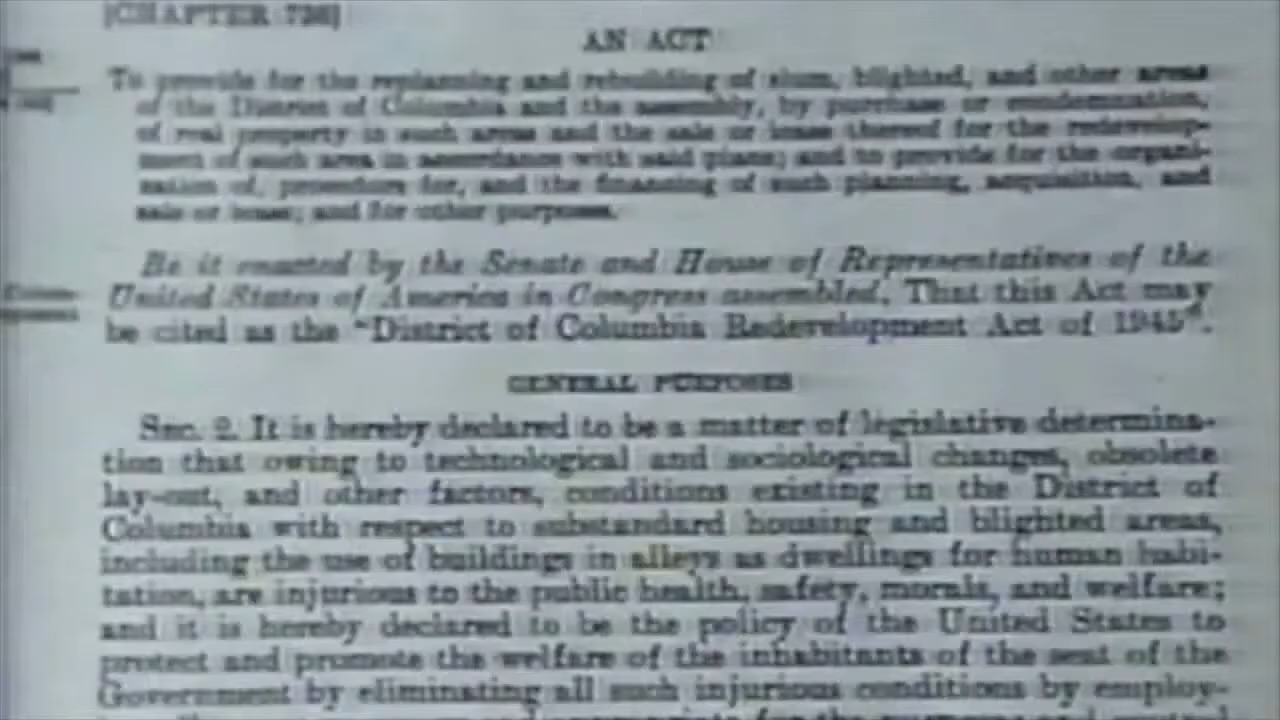 [CHAPTER 736]
AN ACT
To provide for the replanning and rebuilding of slum, blighted, and other areas
of the District of Columbia and the assembly, by purchase or condemnation,
of real property in such areas and the sale or lease thereof for the redevelop-
ment of such area in accordance with said plans; and to provide for the organi-
zation of, procedure for, and the financing of such planning, acquisition, and
sale or lease; and for other purposes.
Be it enacted by the Senate and House of Representatives of the
United States of America in Congress assembled, That this Act may
be cited as the "District of Columbia Redevelopment Act of 1945".
GENERAL PURPOSES
Sec. 2. It is hereby declared to be a matter of legislative determina-
tion that owing to technological and sociological changes, obsolete
lay-out, and other factors, conditions existing in the District of
Columbia with respect to substandard housing and blighted areas,
including the use of buildings in alleys as dwellings for human habi-
tation, are injurious to the public health, safety, morals, and welfare;
and it is hereby declared to be the policy of the United States to
protect and promote the welfare of the inhabitants of the seat of the
Government by eliminating all such injurious conditions by employ-